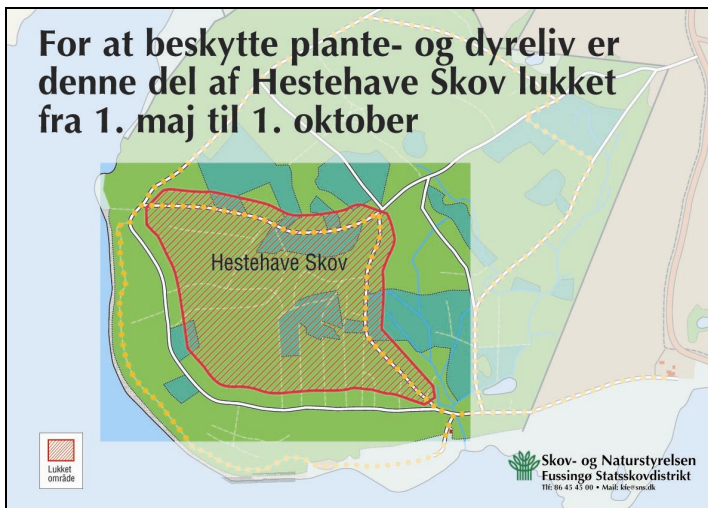 For at beskytte plante- og dyreliv er
denne del af Hestehave Skov lukket
fra 1. maj til 1. oktober
Hestehave Skov
Lukket
område
Skov- og Naturstyrelsen
Fussingø Statsskovdistrikt
Tlf: 86 45 45 00 • Mail: kfe@sns.dk